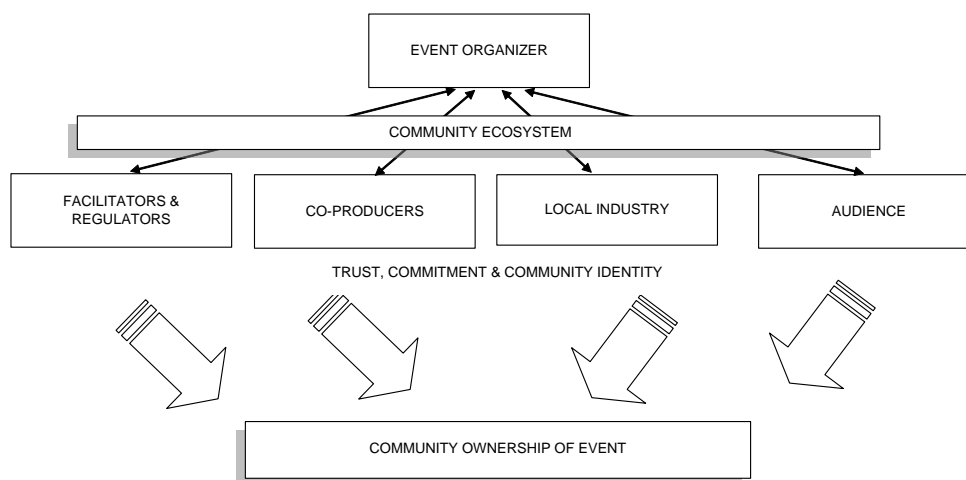 EVENT ORGANIZER
COMMUNITY ECOSYSTEM
FACILITATORS &
REGULATORS
CO-PRODUCERS
LOCAL INDUSTRY
AUDIENCE
TRUST, COMMITMENT & COMMUNITY IDENTITY
COMMUNITY OWNERSHIP OF EVENT